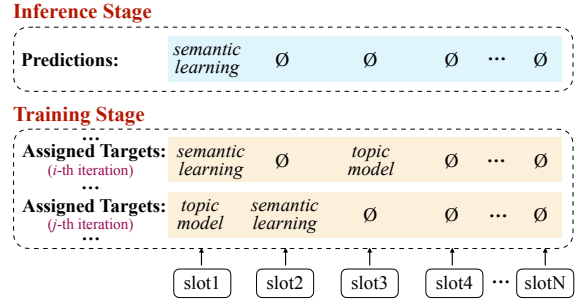 Inference Stage
Predictions: semantic learning Ø Ø Ø ... Ø
Training Stage
...
Assigned Targets: semantic learning Ø topic model Ø ... Ø
(i-th iteration)
...
Assigned Targets: topic model semantic learning Ø Ø ... Ø
(j-th iteration)
...
slot1 slot2 slot3 slot4 ... slotN